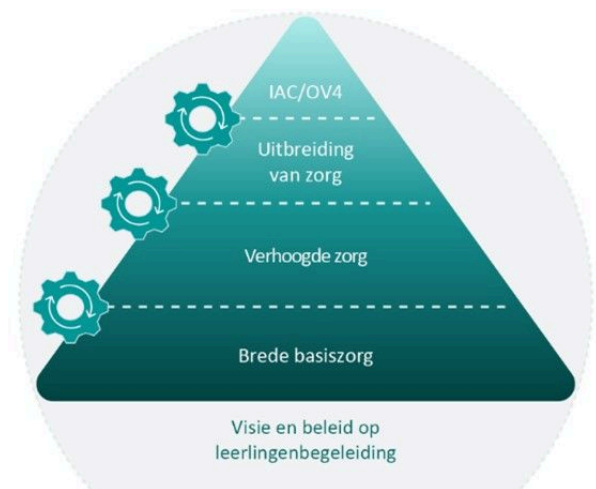 IAC/OV4
Uitbreiding
van zorg
Verhoogde zorg
Brede basiszorg
Visie en beleid op
leerlingenbegeleiding